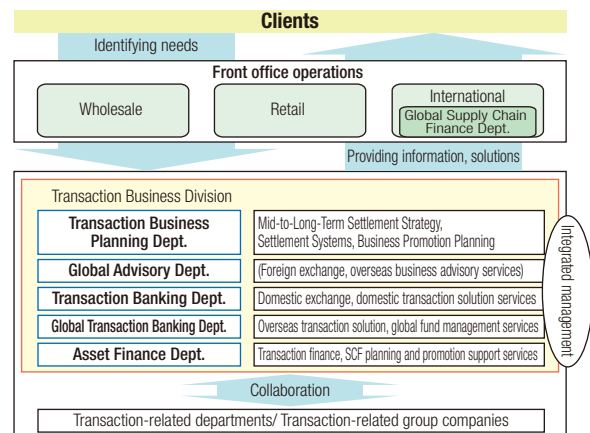 Clients
Identifying needs
Front office operations
Wholesale
Retail
International
Global Supply Chain
Finance Dept.
Providing information, solutions
Transaction Business Division
Transaction Business
Planning Dept.
Mid-to-Long-Term Settlement Strategy,
Settlement Systems, Business Promotion Planning
Global Advisory Dept.
(Foreign exchange, overseas business advisory services)
Transaction Banking Dept.
Domestic exchange, domestic transaction solution services
Global Transaction Banking Dept.
Overseas transaction solution, global fund management services
Asset Finance Dept.
Transaction finance, SCF planning and promotion support services
Integrated management
Collaboration
Transaction-related departments/ Transaction-related group companies